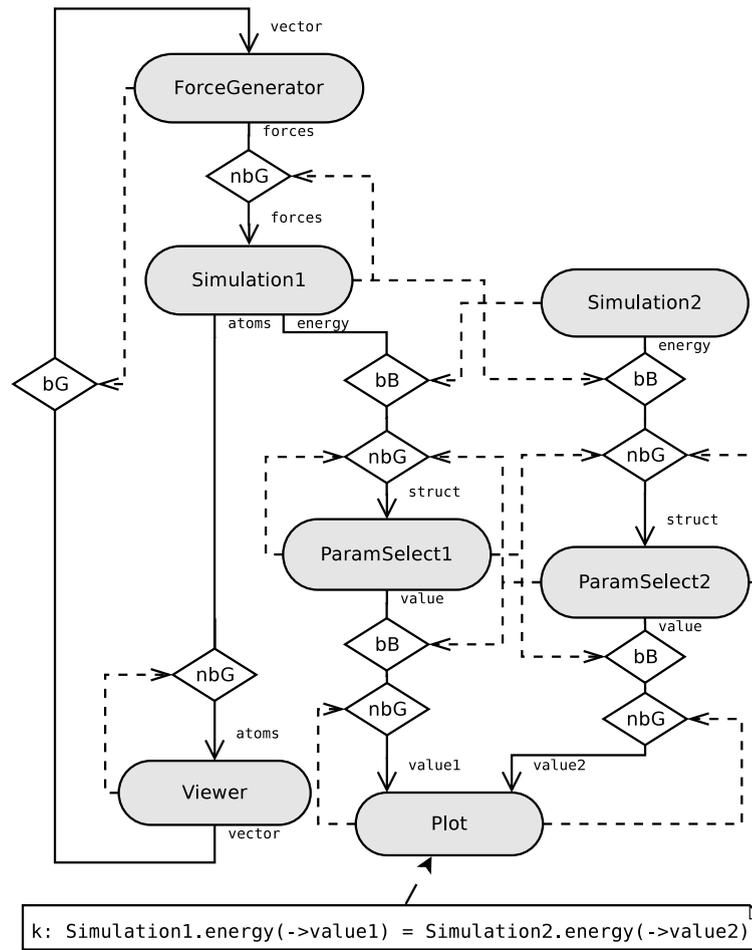 vector
ForceGenerator
forces
nbG
forces
Simulation1
Simulation2
atoms
energy
energy
bG
bB
bB
nbG
nbG
struct
struct
ParamSelect1
ParamSelect2
value
value
bB
bB
nbG
nbG
nbG
atoms
value1
value2
Viewer
Plot
vector
k: Simulation1.energy(->value1) = Simulation2.energy(->value2)